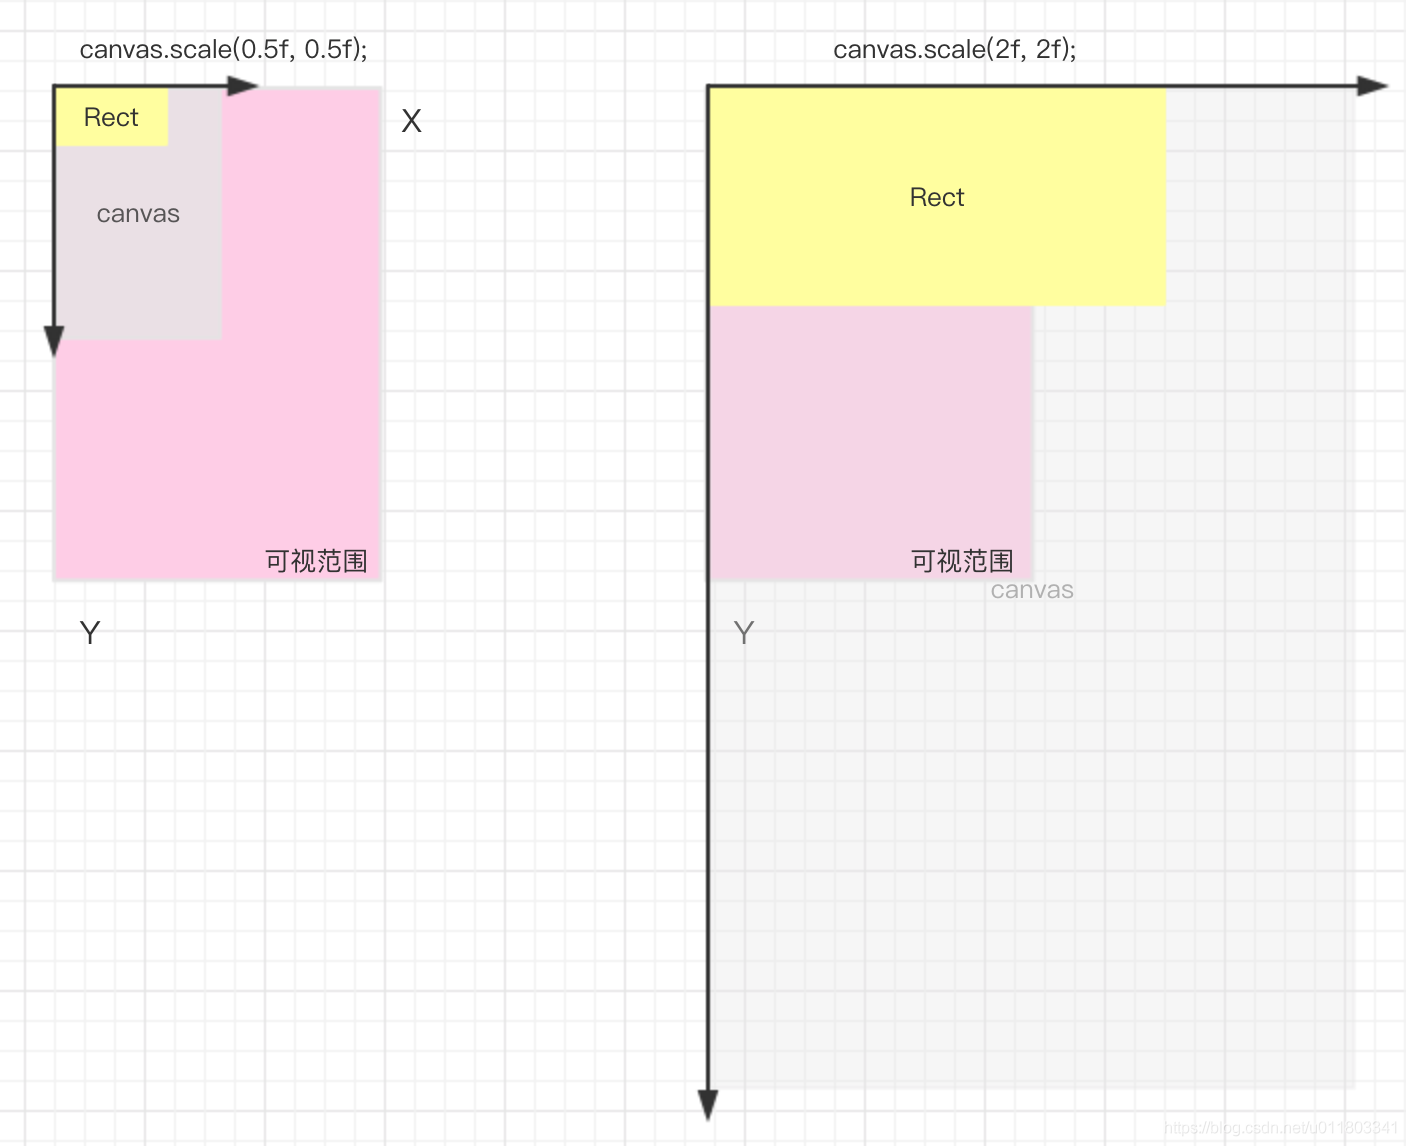 canvas.scale(0.5f, 0.5f);
Rect
X
canvas
可视范围
Y
canvas.scale(2f, 2f);
Rect
可视范围
canvas
Y
https://blog.csdn.net/u011803341